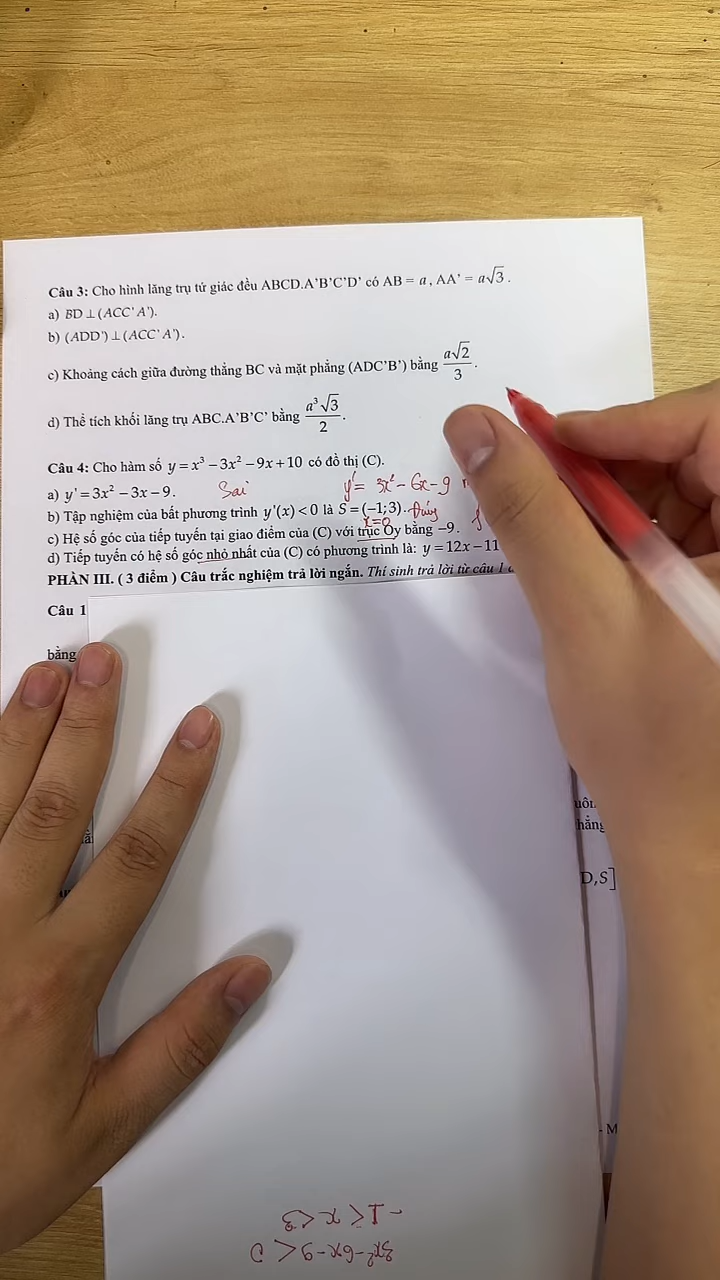 Câu 3: Cho hình lăng trụ tứ giác đều ABCD.A'B'C'D' có AB = a, AA' = a√3.
a) BD ⊥ (ACC'A').
b) (ADD') ⊥ (ACC'A').
c) Khoảng cách giữa đường thẳng BC và mặt phẳng (ADC'B') bằng a√2/3.
d) Thể tích khối lăng trụ ABC.A'B'C' bằng a³√3/2.
Câu 4: Cho hàm số y = x³ − 3x² − 9x + 10 có đồ thị (C).
a) y' = 3x² − 3x − 9. Sai y' = 3x² − 6x − 9
b) Tập nghiệm của bất phương trình y'(x) < 0 là S = (−1;3). Đúng
x=0
c) Hệ số góc của tiếp tuyến tại giao điểm của (C) với trục Oy bằng −9.
d) Tiếp tuyến có hệ số góc nhỏ nhất của (C) có phương trình là: y = 12x − 11
PHẦN III. ( 3 điểm ) Câu trắc nghiệm trả lời ngắn. Thí sinh trả lời từ câu 1
Câu 1
bằng
D,S]
- M
3x² − 6x − 9 < 0
− 1 < x < 3